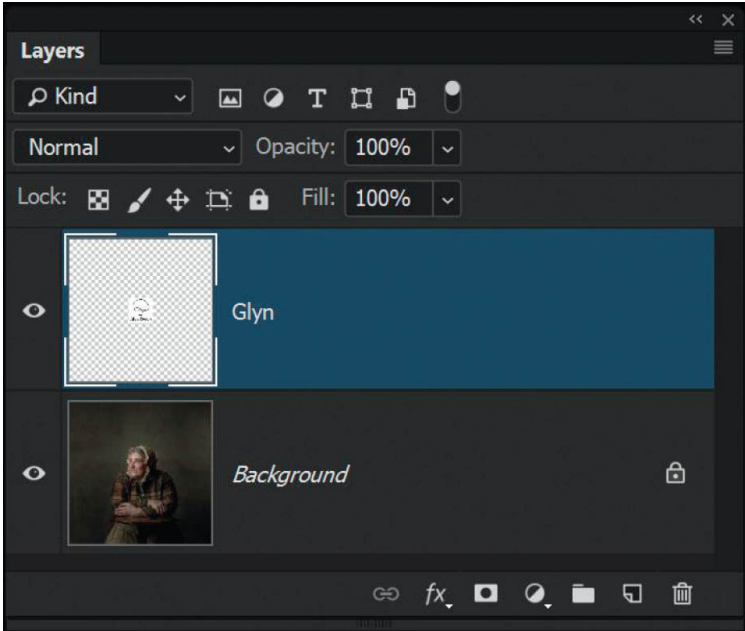 Layers
Kind
Normal Opacity: 100%
Lock: Fill: 100%
Glyn
Background
fx